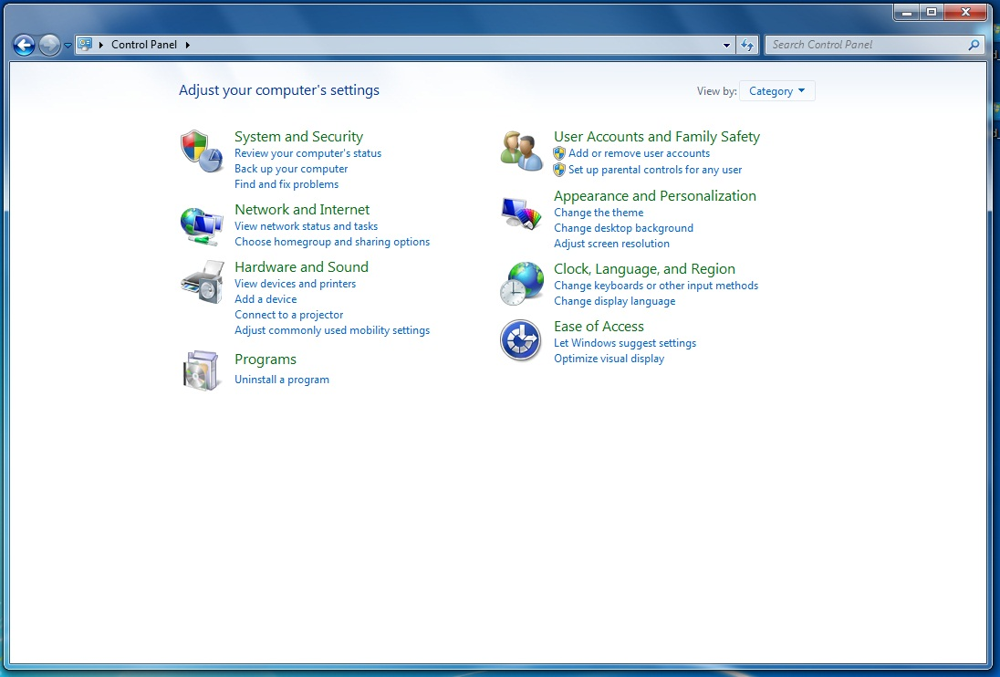 Control Panel
Search Control Panel
Adjust your computer's settings
View by: Category
System and Security
Review your computer's status
Back up your computer
Find and fix problems
Network and Internet
View network status and tasks
Choose homegroup and sharing options
Hardware and Sound
View devices and printers
Add a device
Connect to a projector
Adjust commonly used mobility settings
Programs
Uninstall a program
User Accounts and Family Safety
Add or remove user accounts
Set up parental controls for any user
Appearance and Personalization
Change the theme
Change desktop background
Adjust screen resolution
Clock, Language, and Region
Change keyboards or other input methods
Change display language
Ease of Access
Let Windows suggest settings
Optimize visual display